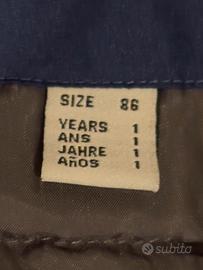 SIZE 86
YEARS 1
ANS 1
JAHRE 1
AÑOS 1
subito